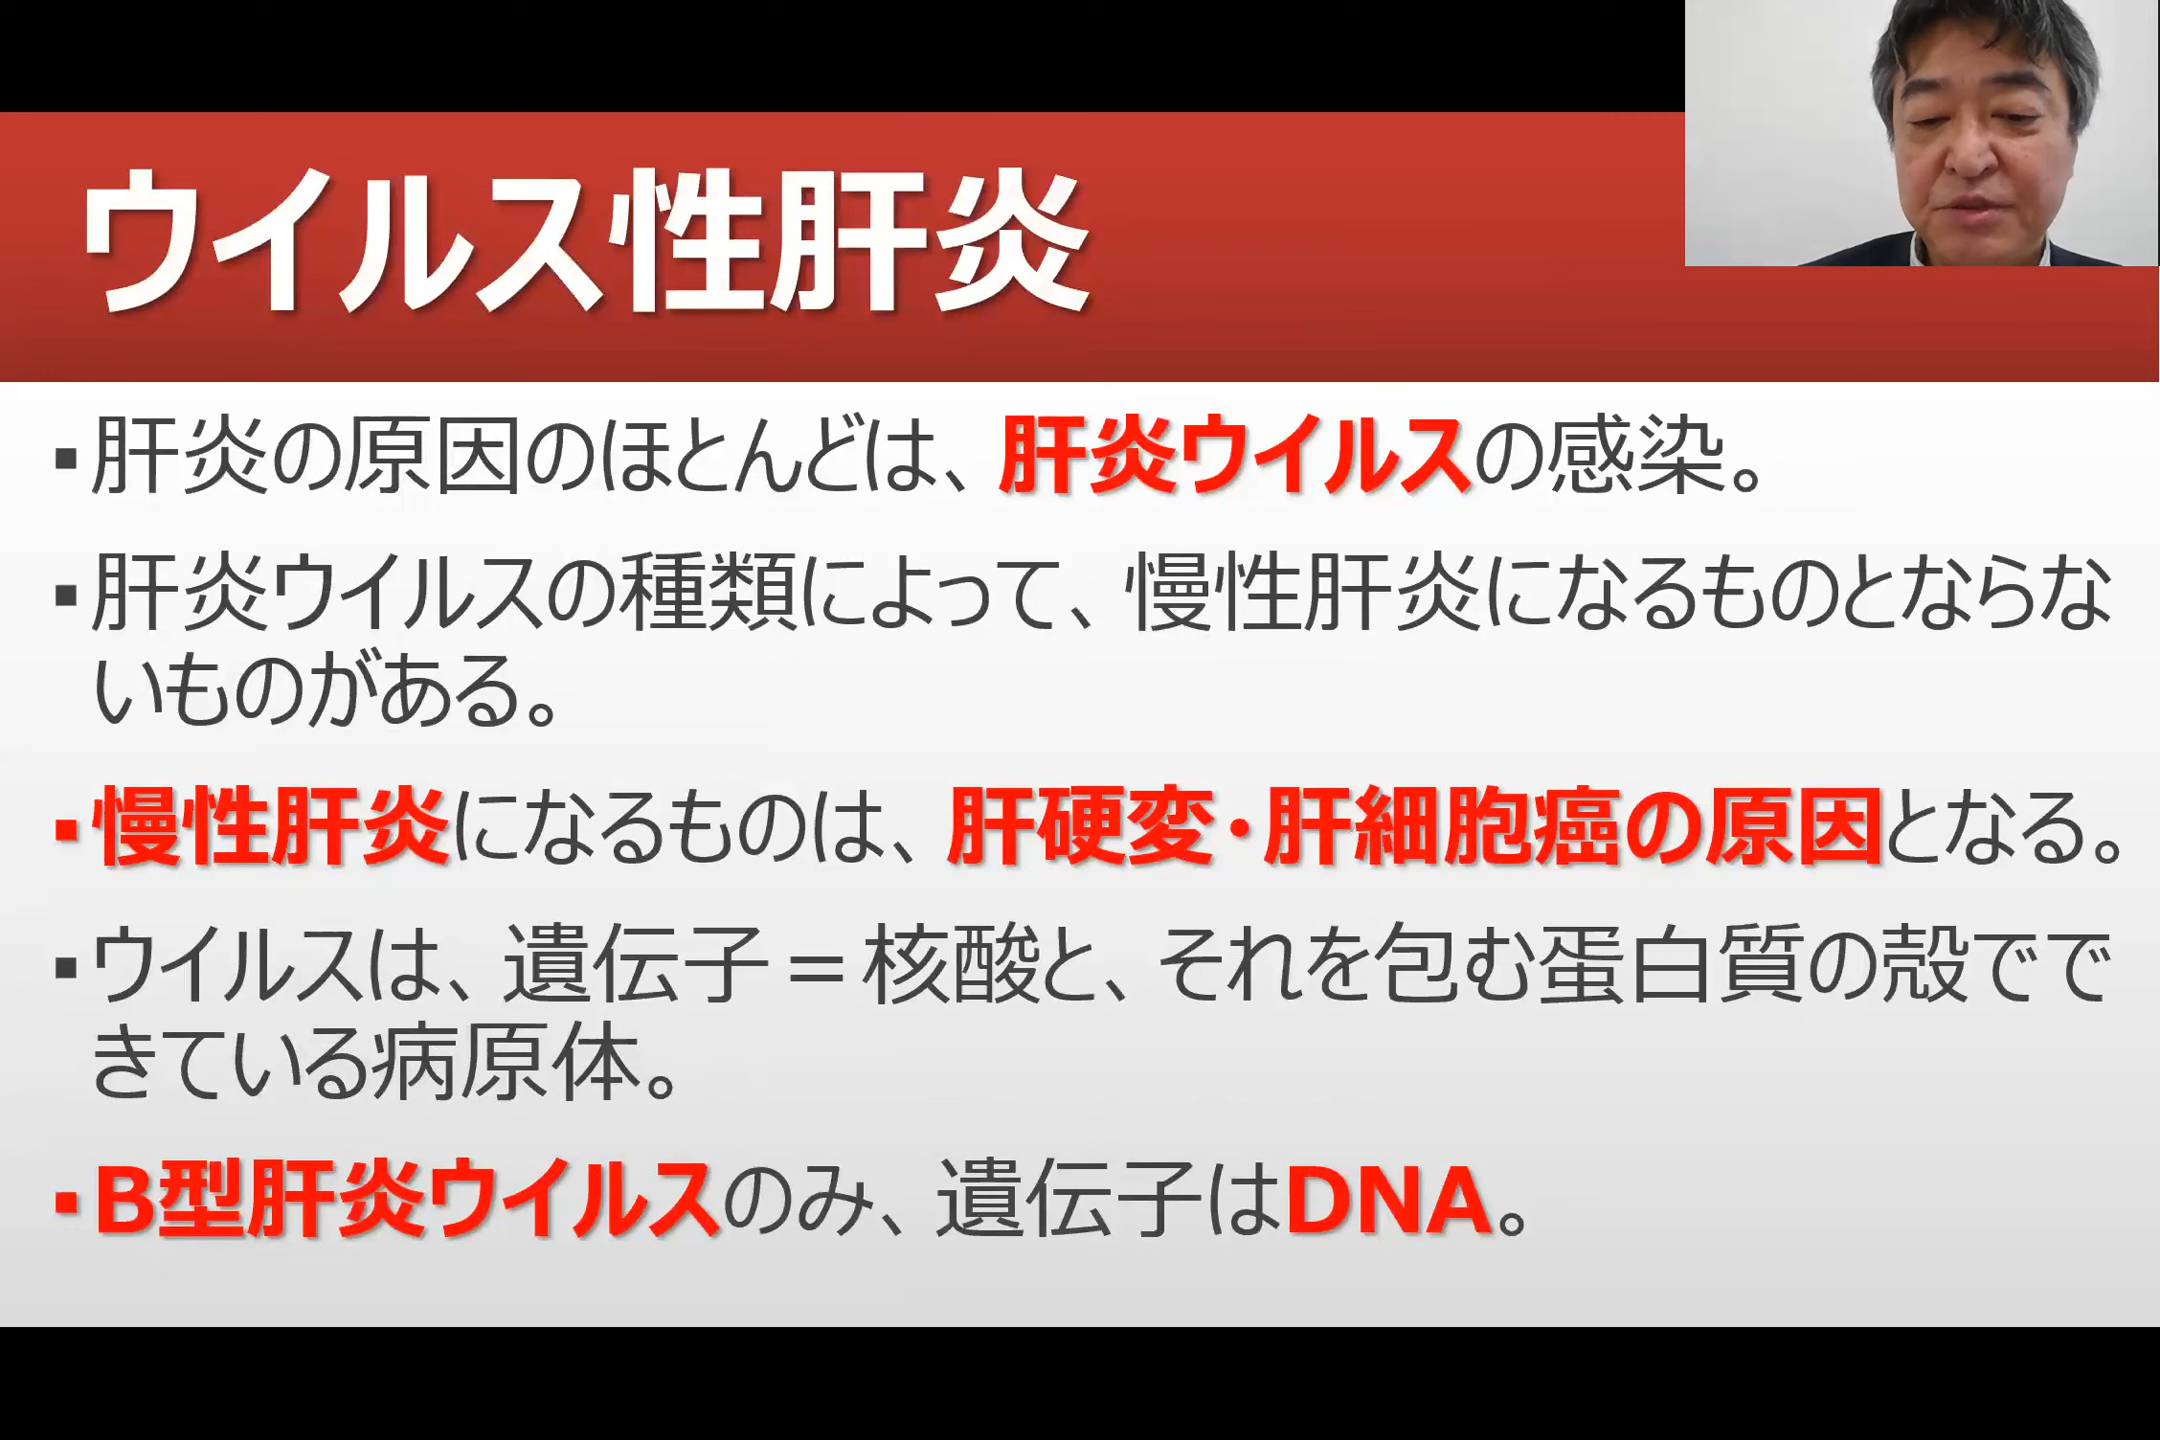 ウイルス性肝炎
▪肝炎の原因のほとんどは、肝炎ウイルスの感染。
▪肝炎ウイルスの種類によって、慢性肝炎になるものとならな
いものがある。
▪慢性肝炎になるものは、肝硬変・肝細胞癌の原因となる。
▪ウイルスは、遺伝子＝核酸と、それを包む蛋白質の殻でで
きている病原体。
▪B型肝炎ウイルスのみ、遺伝子はDNA。